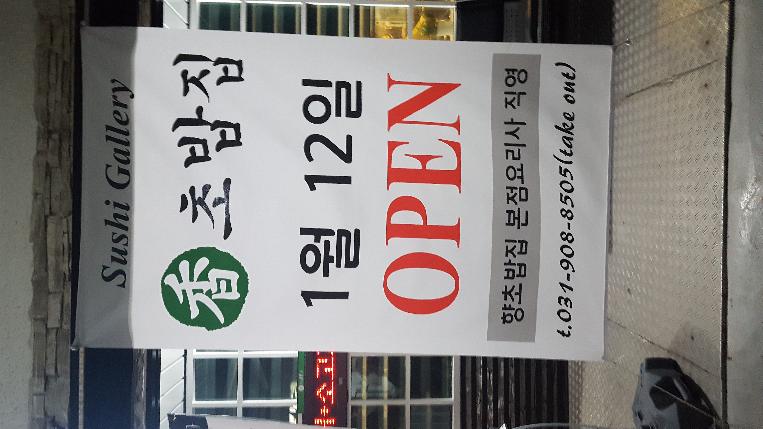 Sushi Gallery
香초밥집
1월 12일
OPEN
향초밥집 본점요리사 직영
t.031-908-8505(take out)